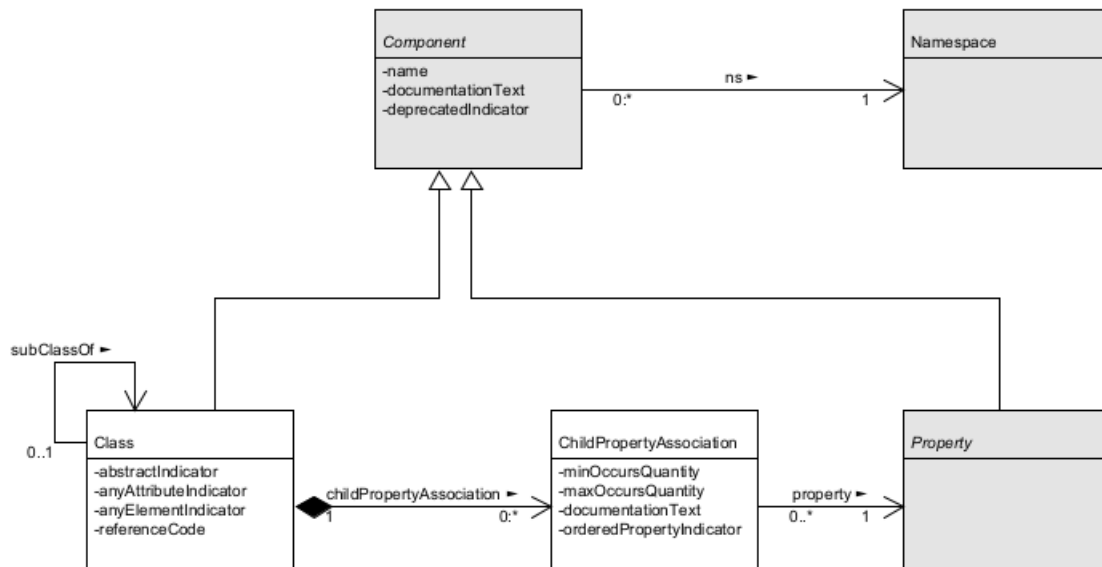 Component
-name
-documentationText
-deprecatedIndicator
ns ►
0:*
1
Namespace
subClassOf ►
0..1
Class
-abstractIndicator
-anyAttributeIndicator
-anyElementIndicator
-referenceCode
childPropertyAssociation ►
1
0:*
ChildPropertyAssociation
-minOccursQuantity
-maxOccursQuantity
-documentationText
-orderedPropertyIndicator
property ►
0..*
1
Property